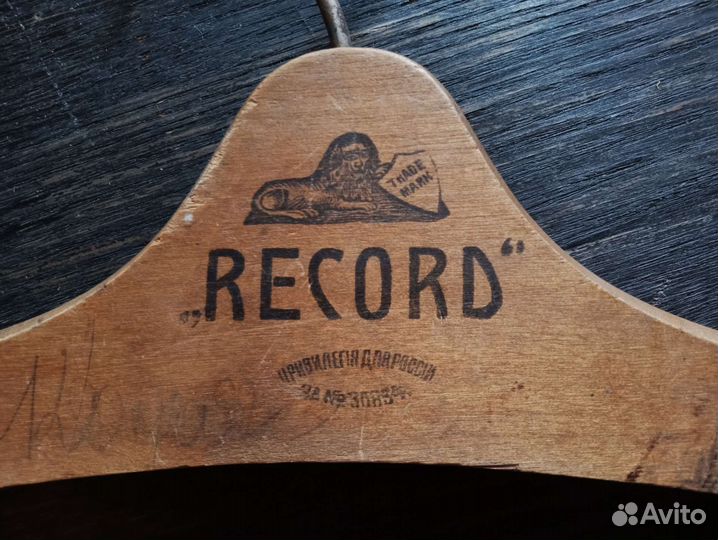 TRADE
MARK
„RECORD“
ПРИВИЛЕГІЯ ДЛЯ РОССІИ
ЗА №
Avito